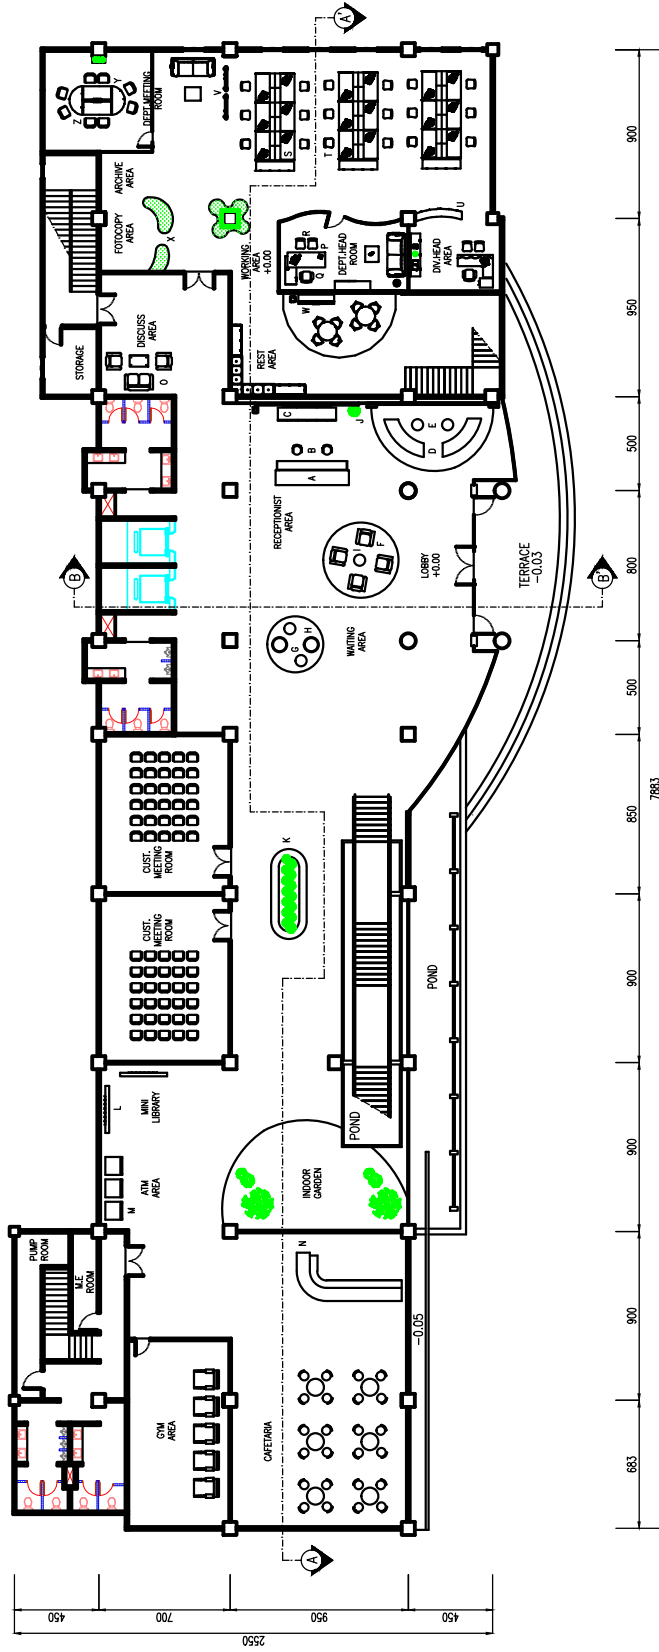 A'
Z
Y
DEPT.MEETING
ROOM
V
S
T
ARCHIVE
AREA
FOTOCOPY
AREA
X
WORKING
AREA
+0.00
R
P
Q
DEPT.HEAD
ROOM
U
DIV.HEAD
AREA
W
DISCUSS
AREA
O
STORAGE
REST
AREA
C
J
B
A
D
E
RECEPTIONIST
AREA
I
F
LOBBY
+0.00
TERRACE
-0.03
B
B'
G
H
WAITING
AREA
CUST.
MEETING
ROOM
CUST.
MEETING
ROOM
K
POND
POND
L
MINI
LIBRARY
M
ATM
AREA
INDOOR
GARDEN
N
PUMP
ROOM
M.E
ROOM
GYM
AREA
CAFETARIA
-0.05
A
900
950
500
800
500
850
900
900
900
683
7883
450
700
950
450
2550